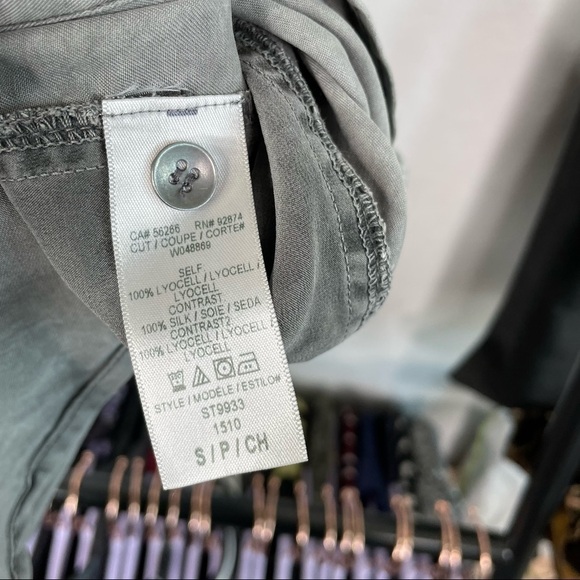 CA# 56286 RN# 92874
CUT / COUPE / CORTE#
W048869
SELF
100% LYOCELL / LYOCELL /
LYOCELL
CONTRAST
100% SILK / SOIE / SEDA
CONTRAST2
100% LYOCELL / LYOCELL /
LYOCELL
STYLE / MODÈLE / ESTILO#
ST9933
1510
S / P / CH